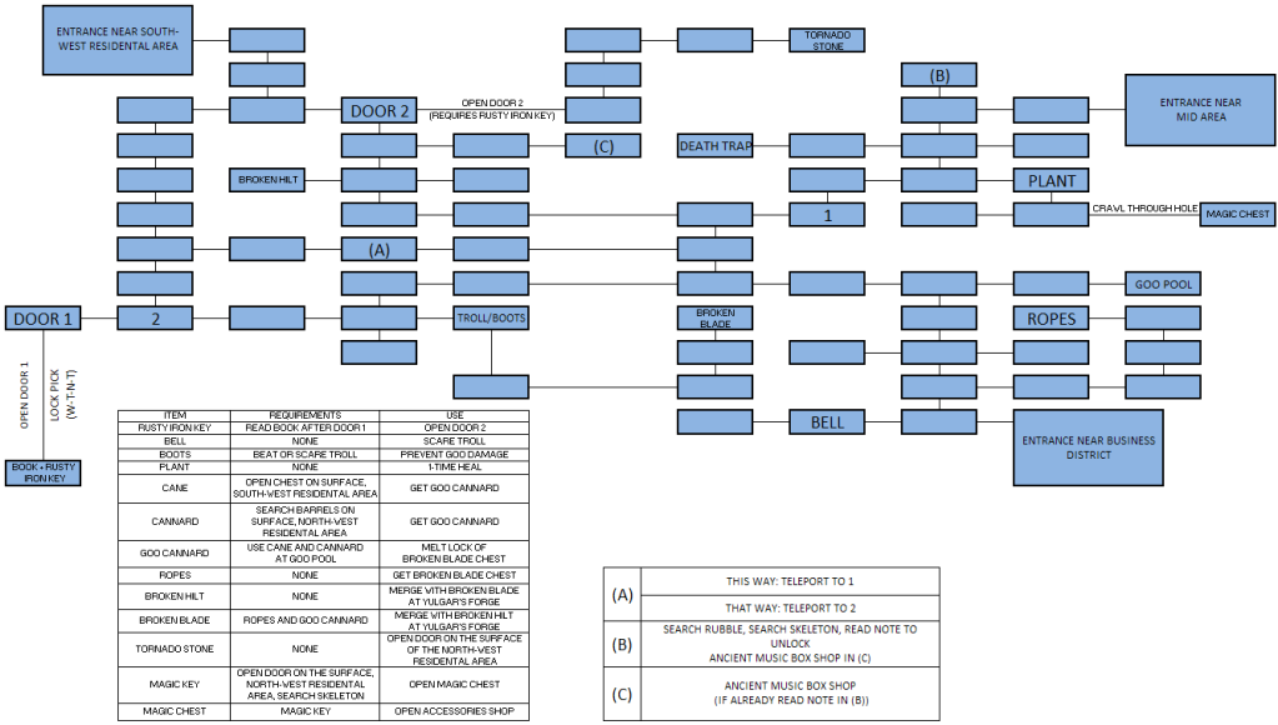 ENTRANCE NEAR SOUTH-
WEST RESIDENTAL AREA
TORNADO
STONE
(B)
ENTRANCE NEAR
MID AREA
DOOR 2
OPEN DOOR 2
(REQUIRES RUSTY IRON KEY)
(C)
DEATH TRAP
BROKEN HILT
PLANT
1
CRAVL THROUGH HOLE
MAGIC CHEST
(A)
GOO POOL
DOOR 1
2
TROLL/BOOTS
BROKEN
BLADE
ROPES
OPEN DOOR 1
LOCK PICK
(W-T-N-T)
BELL
ENTRANCE NEAR BUSINESS
DISTRICT
BOOK + RUSTY
IRON KEY
ITEM REQUIREMENTS USE
RUSTY IRON KEY READ BOOK AFTER DOOR 1 OPEN DOOR 2
BELL NONE SCARE TROLL
BOOTS BEAT OR SCARE TROLL PREVENT GOO DAMAGE
PLANT NONE 1-TIME HEAL
CANE OPEN CHEST ON SURFACE,
SOUTH-WEST RESIDENTAL AREA GET GOO CANNARD
CANNARD SEARCH BARRELS ON
SURFACE, NORTH-WEST
RESIDENTAL AREA GET GOO CANNARD
GOO CANNARD USE CANE AND CANNARD
AT GOO POOL MELT LOCK OF
BROKEN BLADE CHEST
ROPES NONE GET BROKEN BLADE CHEST
BROKEN HILT NONE MERGE WITH BROKEN BLADE
AT YULGAR'S FORGE
BROKEN BLADE ROPES AND GOO CANNARD MERGE WITH BROKEN HILT
AT YULGAR'S FORGE
TORNADO STONE NONE OPEN DOOR ON THE SURFACE
OF THE NORTH-WEST
RESIDENTAL AREA
MAGIC KEY OPEN DOOR ON THE SURFACE,
NORTH-WEST RESIDENTAL
AREA, SEARCH SKELETON OPEN MAGIC CHEST
MAGIC CHEST MAGIC KEY OPEN ACCESSORIES SHOP
(A) THIS WAY: TELEPORT TO 1
THAT WAY: TELEPORT TO 2
(B) SEARCH RUBBLE, SEARCH SKELETON, READ NOTE TO
UNLOCK
ANCIENT MUSIC BOX SHOP IN (C)
(C) ANCIENT MUSIC BOX SHOP
(IF ALREADY READ NOTE IN (B))